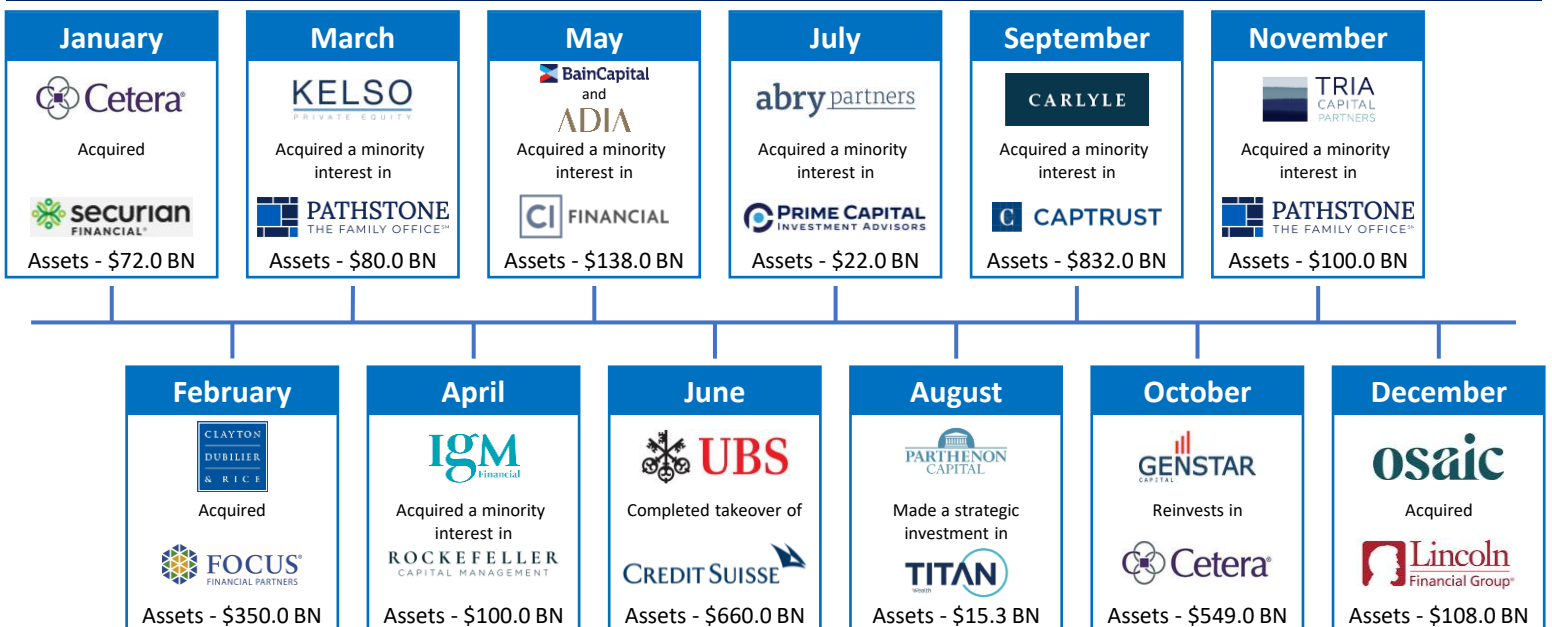 January
Cetera®
Acquired
securian
FINANCIAL®
Assets - $72.0 BN
March
KELSO
PRIVATE EQUITY
Acquired a minority
interest in
PATHSTONE
THE FAMILY OFFICE℠
Assets - $80.0 BN
May
BainCapital
and
ADIA
Acquired a minority
interest in
CI FINANCIAL
Assets - $138.0 BN
July
abry partners
Acquired a minority
interest in
PRIME CAPITAL
INVESTMENT ADVISORS
Assets - $22.0 BN
September
CARLYLE
Acquired a minority
interest in
C CAPTRUST
Assets - $832.0 BN
November
TRIA
CAPITAL
PARTNERS
Acquired a minority
interest in
PATHSTONE
THE FAMILY OFFICE℠
Assets - $100.0 BN
February
CLAYTON
DUBILIER
& RICE
Acquired
FOCUS®
FINANCIAL PARTNERS
Assets - $350.0 BN
April
IGM
Financial
Acquired a minority
interest in
ROCKEFELLER
CAPITAL MANAGEMENT
Assets - $100.0 BN
June
UBS
Completed takeover of
CREDIT SUISSE
Assets - $660.0 BN
August
PARTHENON
CAPITAL
Made a strategic
investment in
TITAN
Wealth
Assets - $15.3 BN
October
GENSTAR
CAPITAL
Reinvests in
Cetera®
Assets - $549.0 BN
December
osaic
Acquired
Lincoln
Financial Group®
Assets - $108.0 BN